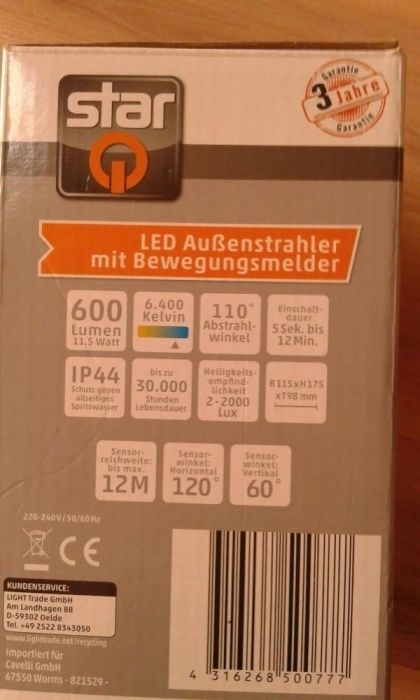 star Q
Garantie
3 Jahre
Garantie
LED Außenstrahler
mit Bewegungsmelder
600
Lumen
11,5 Watt
6.400
Kelvin
110°
Abstrahl-
winkel
Einschalt-
dauer
5 Sek. bis
12 Min.
IP44
Schutz gegen
allseitiges
Spritzwasser
bis zu
30.000
Stunden
Lebensdauer
Helligkeits-
empfind-
lichkeit
2-2000
Lux
B115xH175
xT98 mm
Sensor-
reichweite:
bis max.
12M
Sensor-
winkel:
Horizontal
120°
Sensor-
winkel:
Vertikal
60°
220-240V/50/60Hz
CE
KUNDENSERVICE:
LIGHT Trade GmbH
Am Landhagen 88
D-59302 Oelde
Tel. +49 2522 8343050
www.lighttrade.net/recycling
Importiert für
Cavelli GmbH
67550 Worms - 821529 -
4 316268 500777